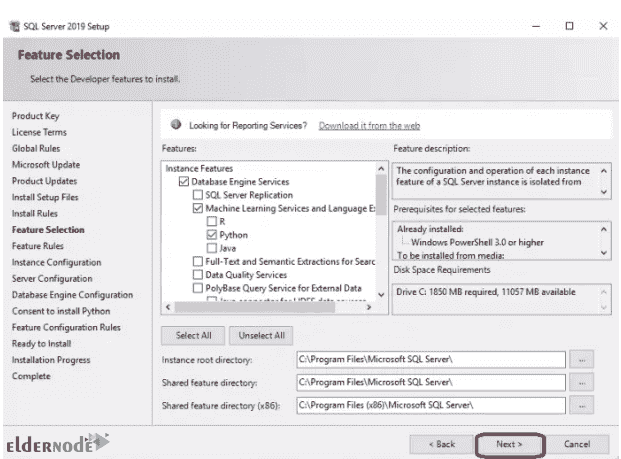 SQL Server 2019 Setup
Feature Selection
Select the Developer features to install.
Product Key
License Terms
Global Rules
Microsoft Update
Product Updates
Install Setup Files
Install Rules
Feature Selection
Feature Rules
Instance Configuration
Server Configuration
Database Engine Configuration
Consent to install Python
Feature Configuration Rules
Ready to Install
Installation Progress
Complete
Looking for Reporting Services? Download it from the web
Features:
Instance Features
Database Engine Services
SQL Server Replication
Machine Learning Services and Language Ex
R
Python
Java
Full-Text and Semantic Extractions for Searc
Data Quality Services
PolyBase Query Service for External Data
Java connector for HDFS data sources
Feature description:
The configuration and operation of each instance
feature of a SQL Server instance is isolated from
Prerequisites for selected features:
Already installed:
Windows PowerShell 3.0 or higher
To be installed from media:
Disk Space Requirements
Drive C: 1850 MB required, 11057 MB available
Select All
Unselect All
Instance root directory:
C:\Program Files\Microsoft SQL Server\
...
Shared feature directory:
C:\Program Files\Microsoft SQL Server\
...
Shared feature directory (x86):
C:\Program Files (x86)\Microsoft SQL Server\
...
eldernode
< Back
Next >
Cancel